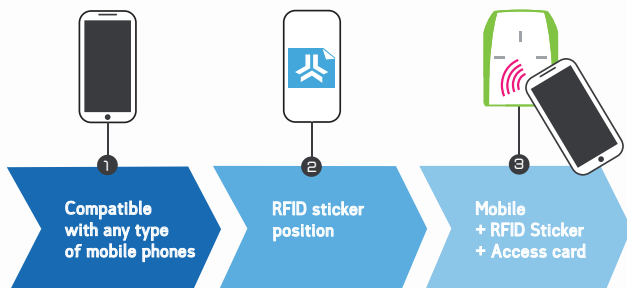 1
Compatible
with any type
of mobile phones
2
RFID sticker
position
3
Mobile
+ RFID Sticker
+ Access card